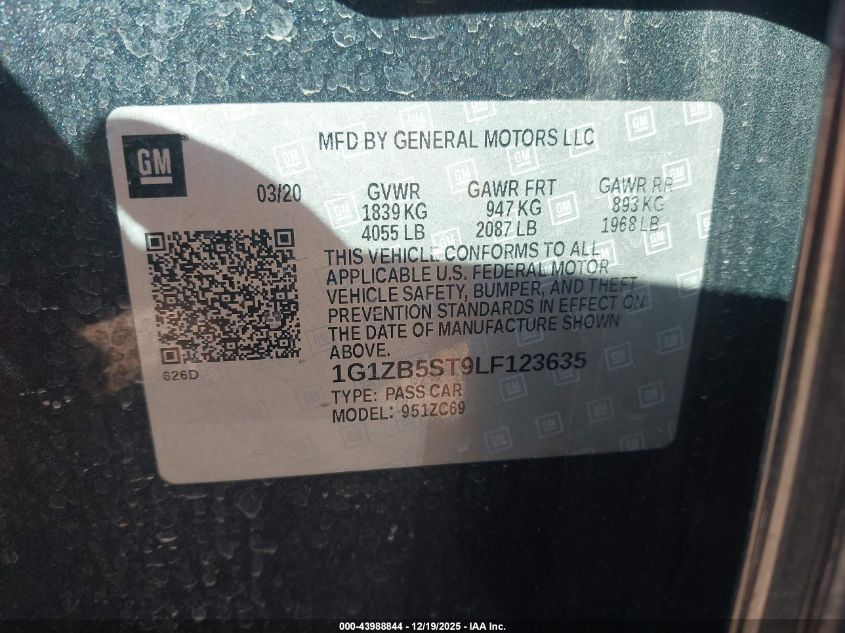 GM
MFD BY GENERAL MOTORS LLC
03/20 GVWR GAWR FRT GAWR RR
1839 KG 947 KG 893 KG
4055 LB 2087 LB 1968 LB
THIS VEHICLE CONFORMS TO ALL
APPLICABLE U.S. FEDERAL MOTOR
VEHICLE SAFETY, BUMPER, AND THEFT
PREVENTION STANDARDS IN EFFECT ON
THE DATE OF MANUFACTURE SHOWN
ABOVE.
626D
1G1ZB5ST9LF123635
TYPE: PASS CAR
MODEL: 951ZC69
000-43988844 - 12/19/2025 - IAA Inc.